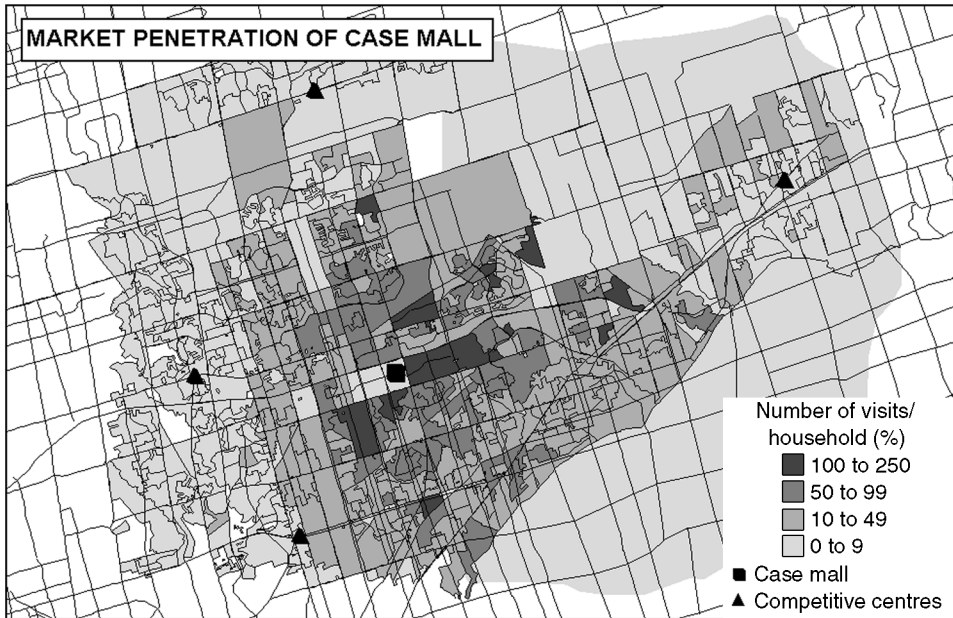 MARKET PENETRATION OF CASE MALL
Number of visits/
household (%)
100 to 250
50 to 99
10 to 49
0 to 9
Case mall
Competitive centres